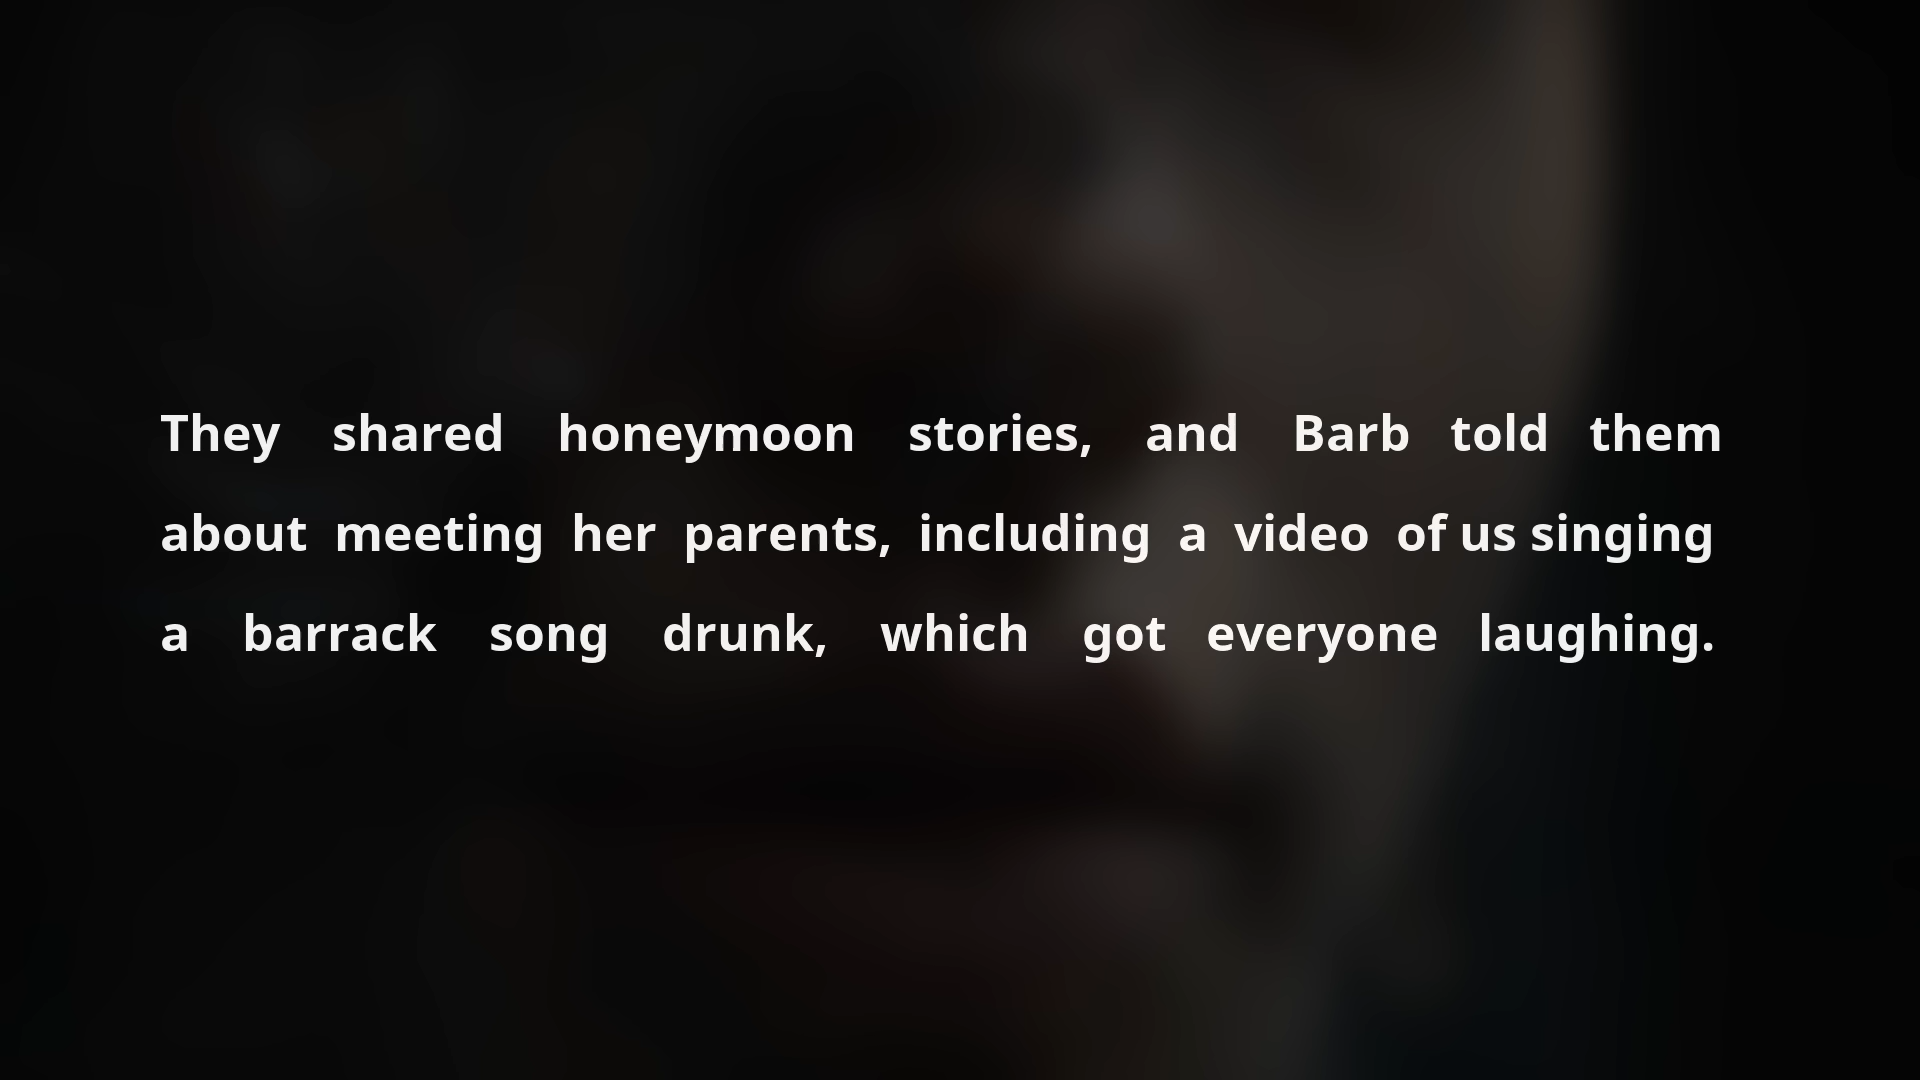 They shared honeymoon stories, and Barb told them
about meeting her parents, including a video of us singing
a barrack song drunk, which got everyone laughing.